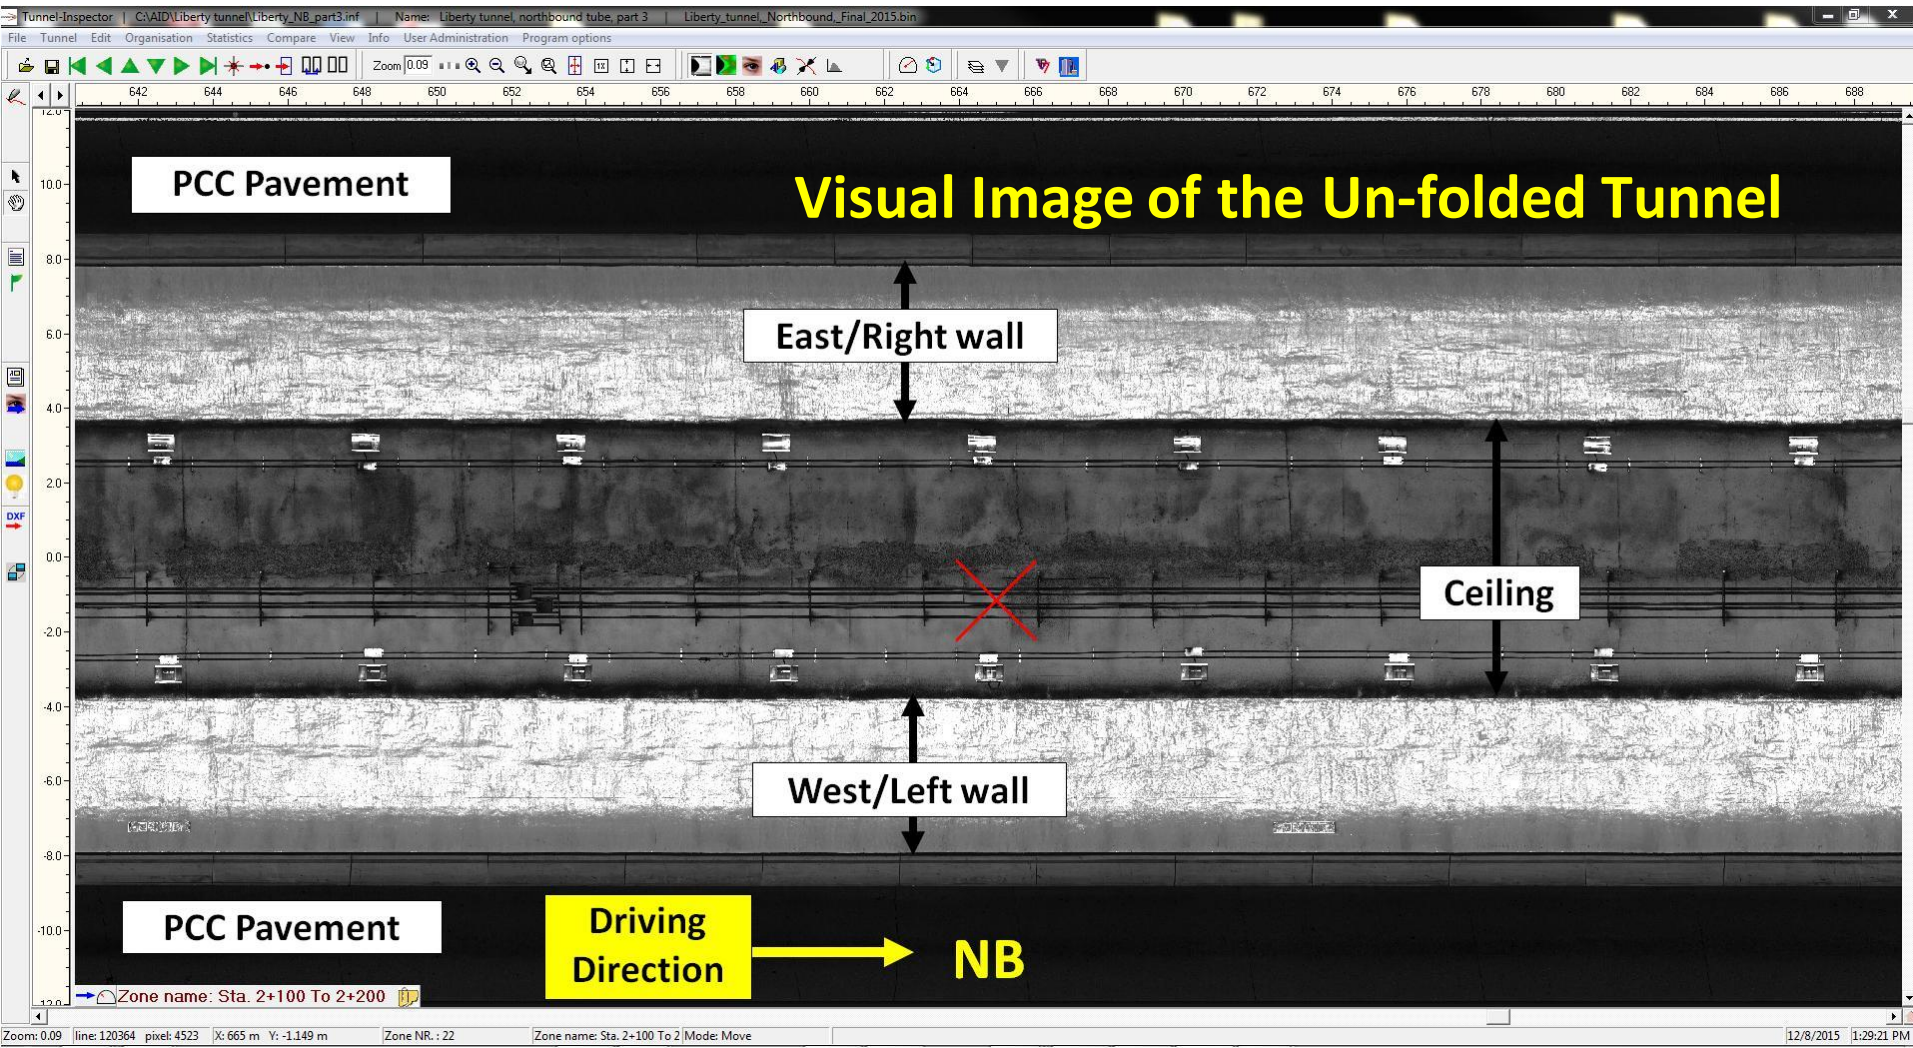 Tunnel-Inspector | C:\AID\Liberty tunnel\Liberty_NB_part3.inf | Name: Liberty tunnel, northbound tube, part 3 | Liberty_tunnel,_Northbound,_Final_2015.bin
File Tunnel Edit Organisation Statistics Compare View Info User Administration Program options
Zoom 0.09
642 644 646 648 650 652 654 656 658 660 662 664 666 668 670 672 674 676 678 680 682 684 686 688
12.0
PCC Pavement
Visual Image of the Un-folded Tunnel
10.0
8.0
East/Right wall
6.0
4.0
2.0
DXF
0.0
Ceiling
-2.0
-4.0
West/Left wall
-6.0
-8.0
PCC Pavement
Driving
Direction
NB
-10.0
Zone name: Sta. 2+100 To 2+200
Zoom: 0.09 line: 120364 pixel: 4523 X: 665 m Y: -1.149 m Zone NR. : 22 Zone name: Sta. 2+100 To 2 Mode: Move 12/8/2015 1:29:21 PM